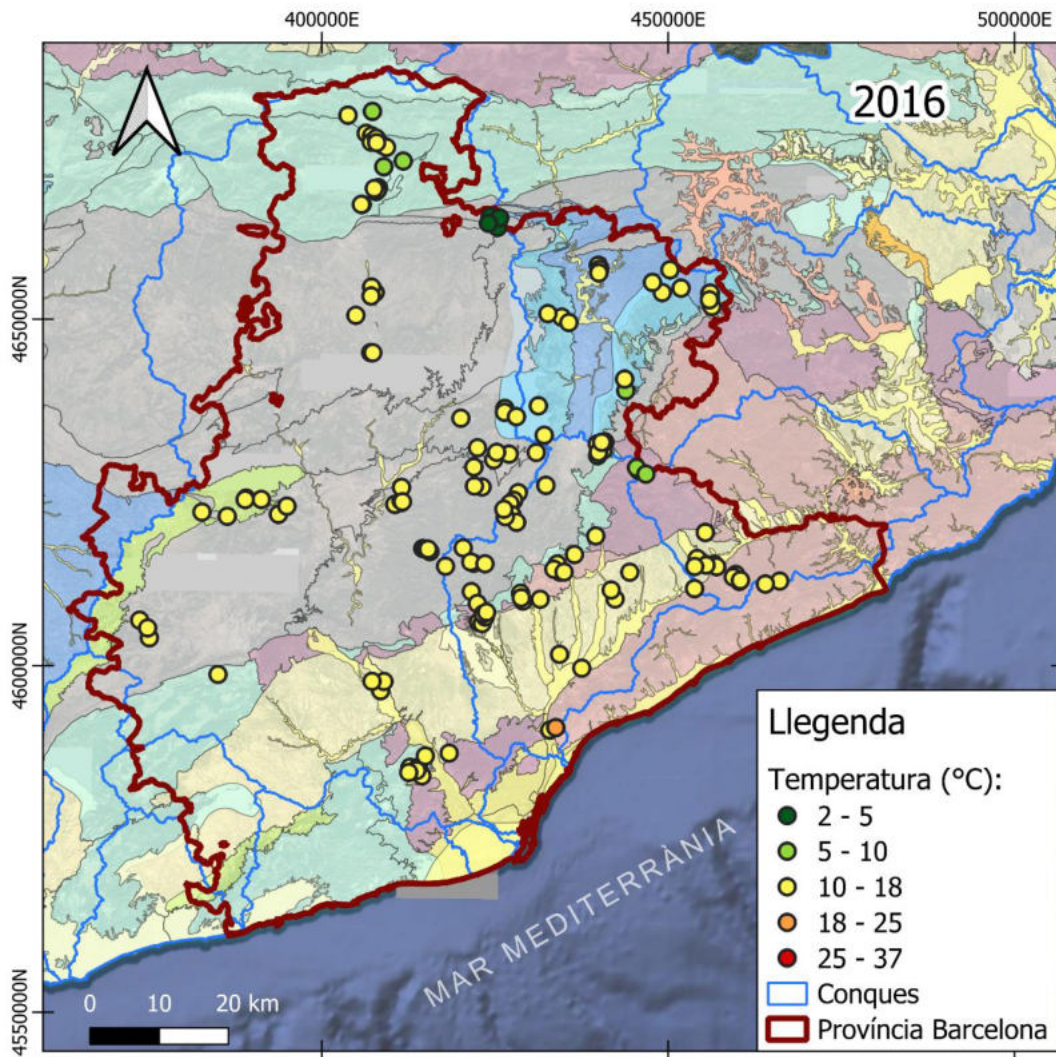 400000E
450000E
500000E
2016
4650000N
4600000N
4550000N
Llegenda
Temperatura (°C):
2 - 5
5 - 10
10 - 18
18 - 25
25 - 37
Conques
Província Barcelona
MAR MEDITERRÀNIA
0 10 20 km